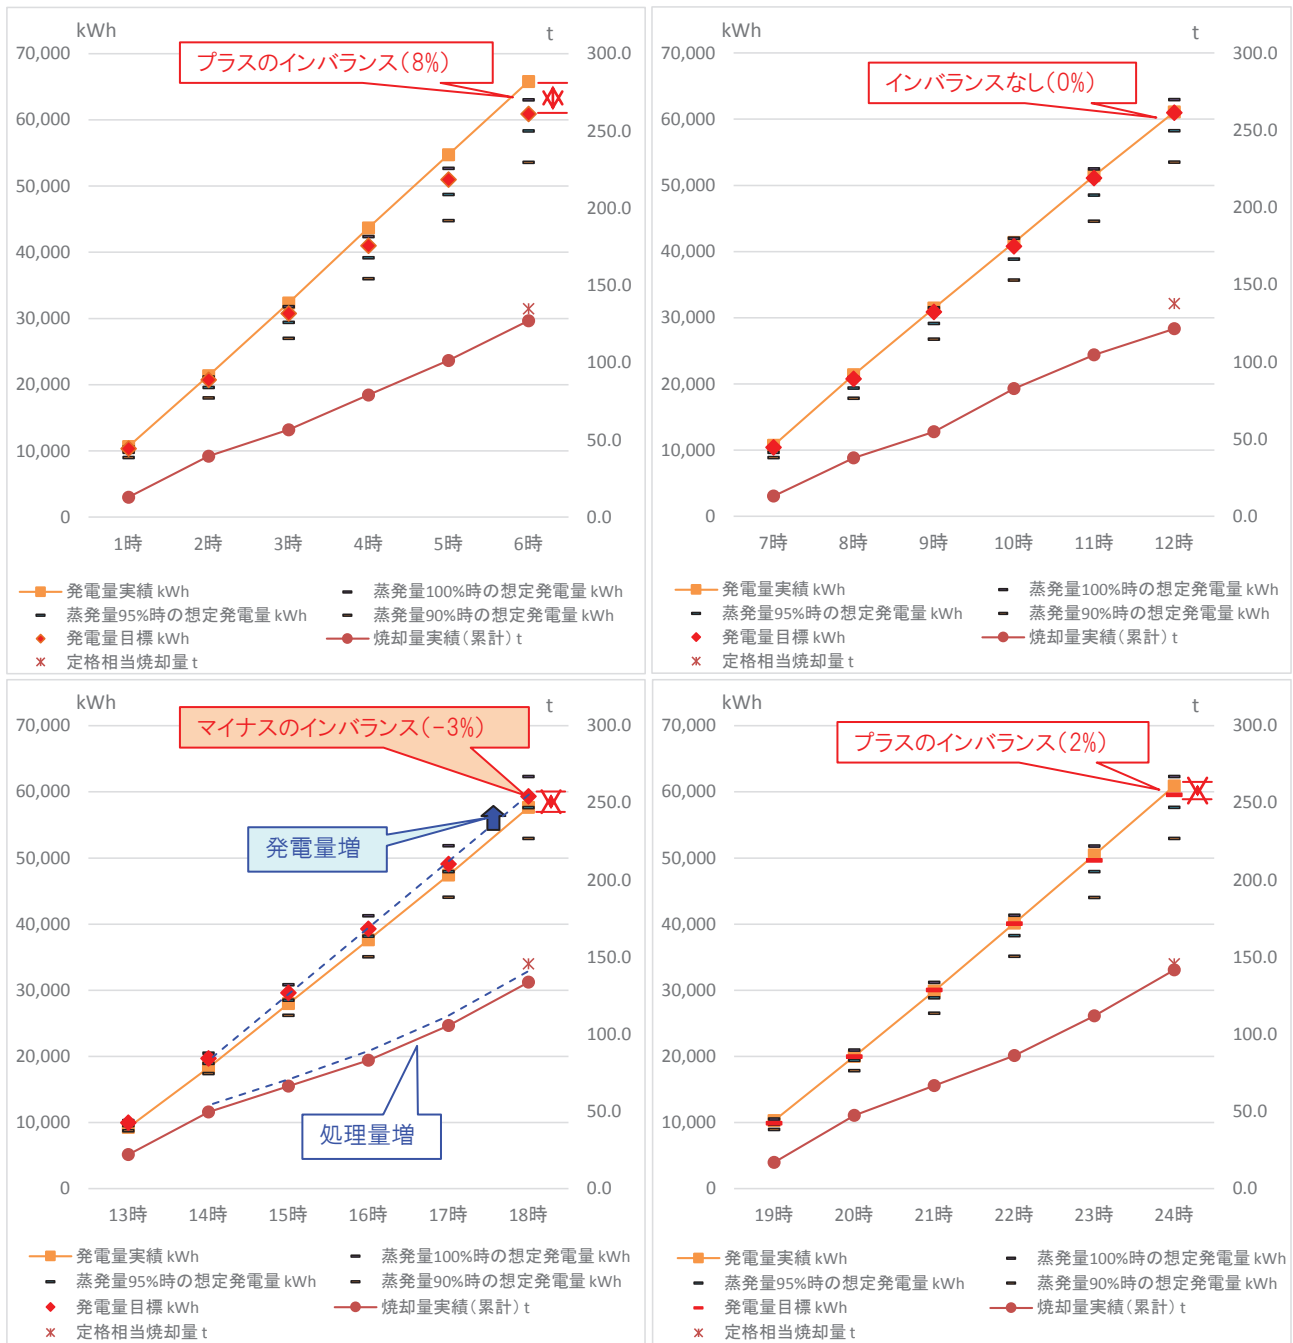 kWh
t
70,000
60,000
50,000
40,000
30,000
20,000
10,000
0
300.0
250.0
200.0
150.0
100.0
50.0
0.0
プラスのインバランス(8%)
1時 2時 3時 4時 5時 6時
発電量実績 kWh
蒸発量100%時の想定発電量 kWh
蒸発量95%時の想定発電量 kWh
蒸発量90%時の想定発電量 kWh
発電量目標 kWh
焼却量実績(累計) t
定格相当焼却量 t
kWh
t
70,000
60,000
50,000
40,000
30,000
20,000
10,000
0
300.0
250.0
200.0
150.0
100.0
50.0
0.0
インバランスなし(0%)
7時 8時 9時 10時 11時 12時
発電量実績 kWh
蒸発量100%時の想定発電量 kWh
蒸発量95%時の想定発電量 kWh
蒸発量90%時の想定発電量 kWh
発電量目標 kWh
焼却量実績(累計) t
定格相当焼却量 t
kWh
t
70,000
60,000
50,000
40,000
30,000
20,000
10,000
0
300.0
250.0
200.0
150.0
100.0
50.0
0.0
マイナスのインバランス(-3%)
発電量増
処理量増
13時 14時 15時 16時 17時 18時
発電量実績 kWh
蒸発量100%時の想定発電量 kWh
蒸発量95%時の想定発電量 kWh
蒸発量90%時の想定発電量 kWh
発電量目標 kWh
焼却量実績(累計) t
定格相当焼却量 t
kWh
t
70,000
60,000
50,000
40,000
30,000
20,000
10,000
0
300.0
250.0
200.0
150.0
100.0
50.0
0.0
プラスのインバランス(2%)
19時 20時 21時 22時 23時 24時
発電量実績 kWh
蒸発量100%時の想定発電量 kWh
蒸発量95%時の想定発電量 kWh
蒸発量90%時の想定発電量 kWh
発電量目標 kWh
焼却量実績(累計) t
定格相当焼却量 t